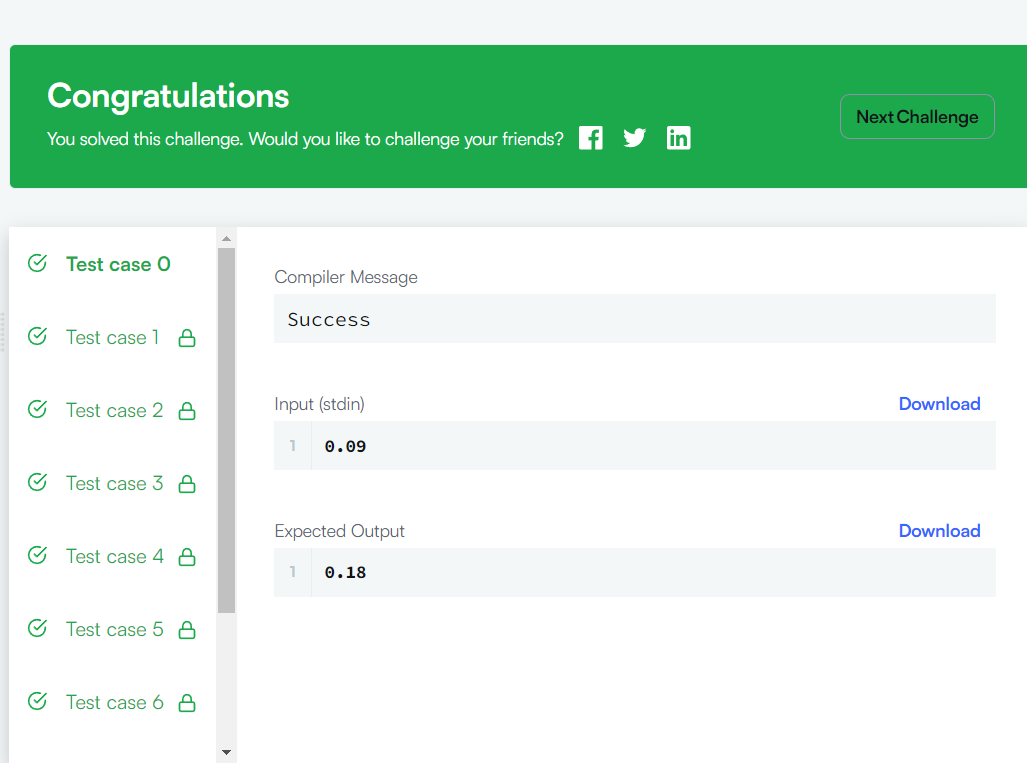 Congratulations
You solved this challenge. Would you like to challenge your friends?
Next Challenge
Test case 0
Test case 1
Test case 2
Test case 3
Test case 4
Test case 5
Test case 6
Compiler Message
Success
Input (stdin)
Download
1 0.09
Expected Output
Download
1 0.18